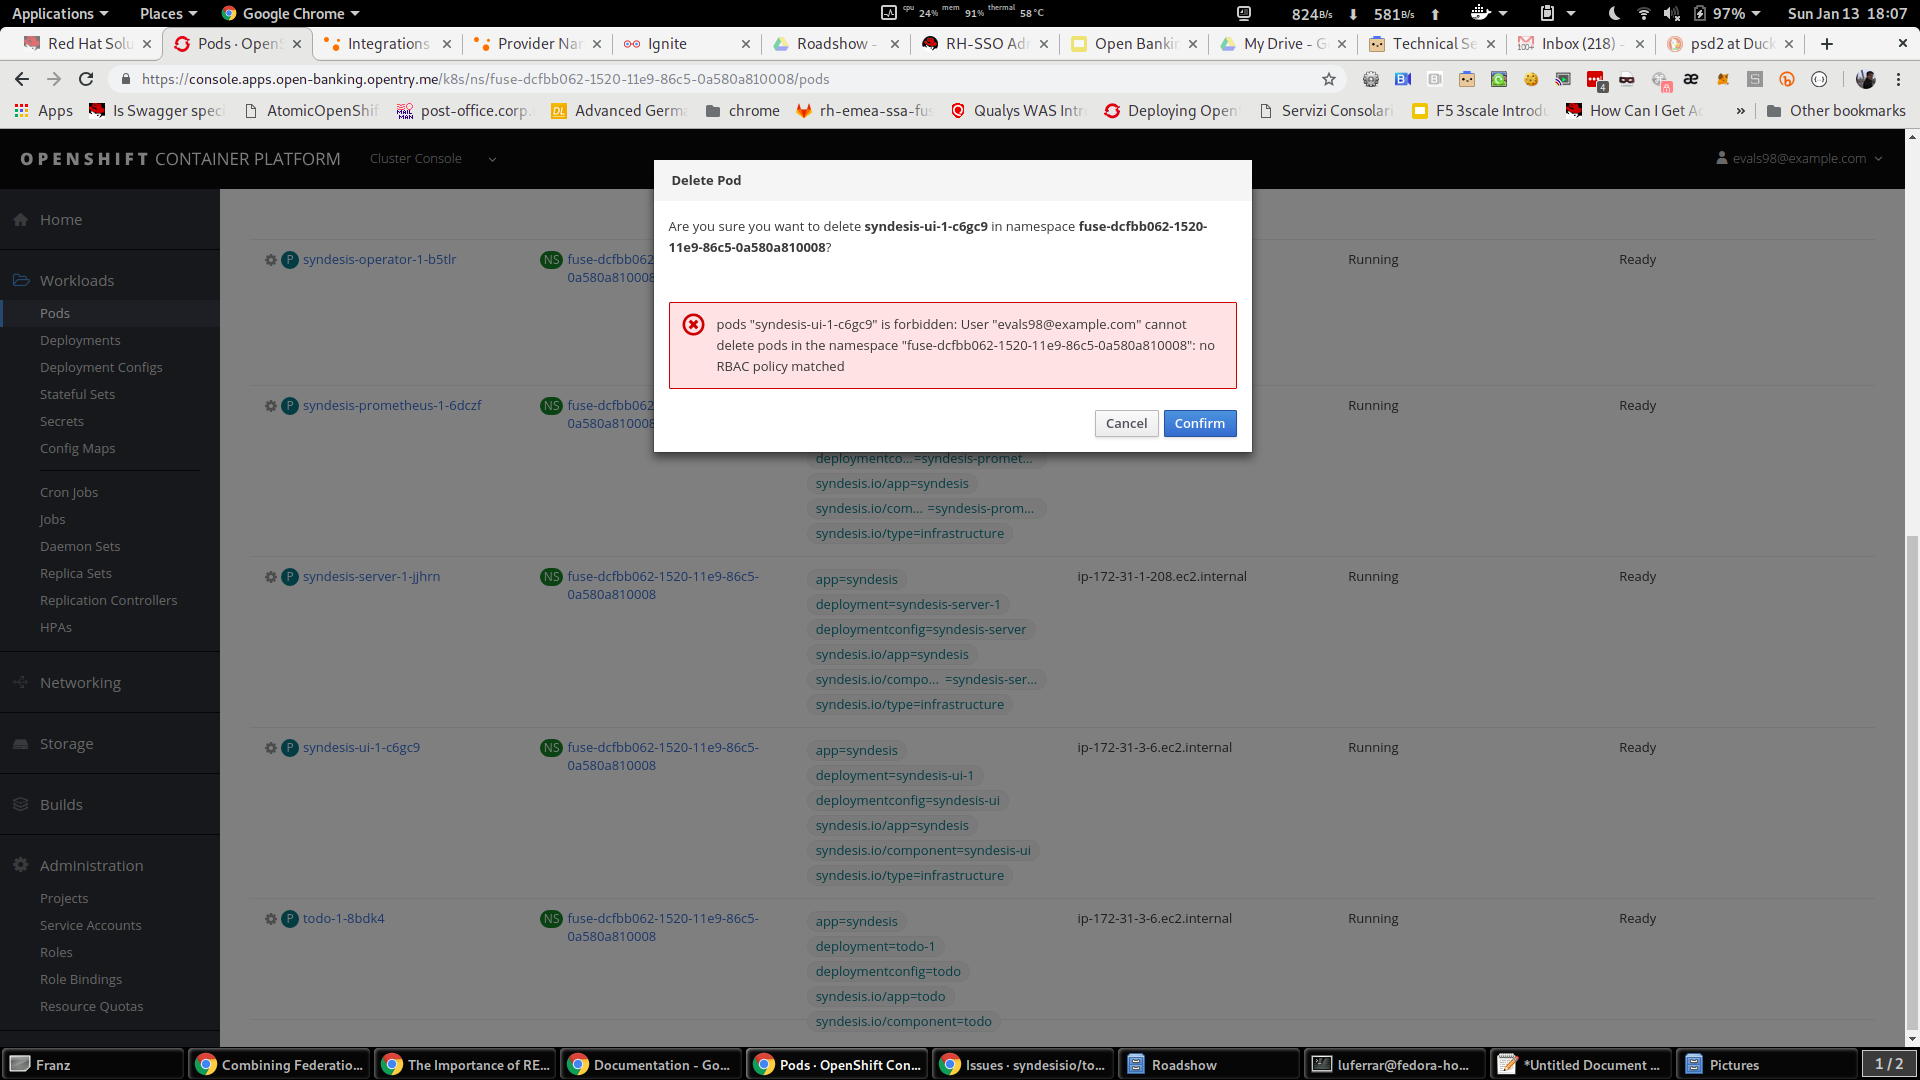 Applications
Places
Google Chrome
cpu 24% mem 91% thermal 58°C
824B/s 581B/s
97%
Sun Jan 13 18:07
Red Hat Solu
Pods · Open
Integrations
Provider Nar
Ignite
Roadshow -
RH-SSO Adr
Open Bankin
My Drive - G
Technical Se
Inbox (218) -
psd2 at Duck
https://console.apps.open-banking.opentry.me/k8s/ns/fuse-dcfbb062-1520-11e9-86c5-0a580a810008/pods
Apps
Is Swagger spec
AtomicOpenShif
post-office.corp.
Advanced Germa
chrome
rh-emea-ssa-fus
Qualys WAS Intr
Deploying Open
Servizi Consolari
F5 3scale Introdu
How Can I Get Ac
»
Other bookmarks
OPENSHIFT CONTAINER PLATFORM
Cluster Console
evals98@example.com
Home
Workloads
Pods
Deployments
Deployment Configs
Stateful Sets
Secrets
Config Maps
Cron Jobs
Jobs
Daemon Sets
Replica Sets
Replication Controllers
HPAs
Networking
Storage
Builds
Administration
Projects
Service Accounts
Roles
Role Bindings
Resource Quotas
Delete Pod
Are you sure you want to delete syndesis-ui-1-c6gc9 in namespace fuse-dcfbb062-1520-
11e9-86c5-0a580a810008?
pods "syndesis-ui-1-c6gc9" is forbidden: User "evals98@example.com" cannot
delete pods in the namespace "fuse-dcfbb062-1520-11e9-86c5-0a580a810008": no
RBAC policy matched
Cancel
Confirm
P syndesis-operator-1-b5tlr
NS fuse-dcfbb062
0a580a810008
Running
Ready
P syndesis-prometheus-1-6dczf
NS fuse-dcfbb062
0a580a810008
deploymentco... =syndesis-promet...
syndesis.io/app=syndesis
syndesis.io/com... =syndesis-prom...
syndesis.io/type=infrastructure
Running
Ready
P syndesis-server-1-jjhrn
NS fuse-dcfbb062-1520-11e9-86c5-
0a580a810008
app=syndesis
deployment=syndesis-server-1
deploymentconfig=syndesis-server
syndesis.io/app=syndesis
syndesis.io/compo... =syndesis-ser...
syndesis.io/type=infrastructure
ip-172-31-1-208.ec2.internal
Running
Ready
P syndesis-ui-1-c6gc9
NS fuse-dcfbb062-1520-11e9-86c5-
0a580a810008
app=syndesis
deployment=syndesis-ui-1
deploymentconfig=syndesis-ui
syndesis.io/app=syndesis
syndesis.io/component=syndesis-ui
syndesis.io/type=infrastructure
ip-172-31-3-6.ec2.internal
Running
Ready
P todo-1-8bdk4
NS fuse-dcfbb062-1520-11e9-86c5-
0a580a810008
app=syndesis
deployment=todo-1
deploymentconfig=todo
syndesis.io/app=todo
syndesis.io/component=todo
ip-172-31-3-6.ec2.internal
Running
Ready
Franz
Combining Federatio...
The Importance of RE...
Documentation - Go...
Pods · OpenShift Con...
Issues · syndesisio/to...
Roadshow
luferrar@fedora-ho...
*Untitled Document ...
Pictures
1 / 2